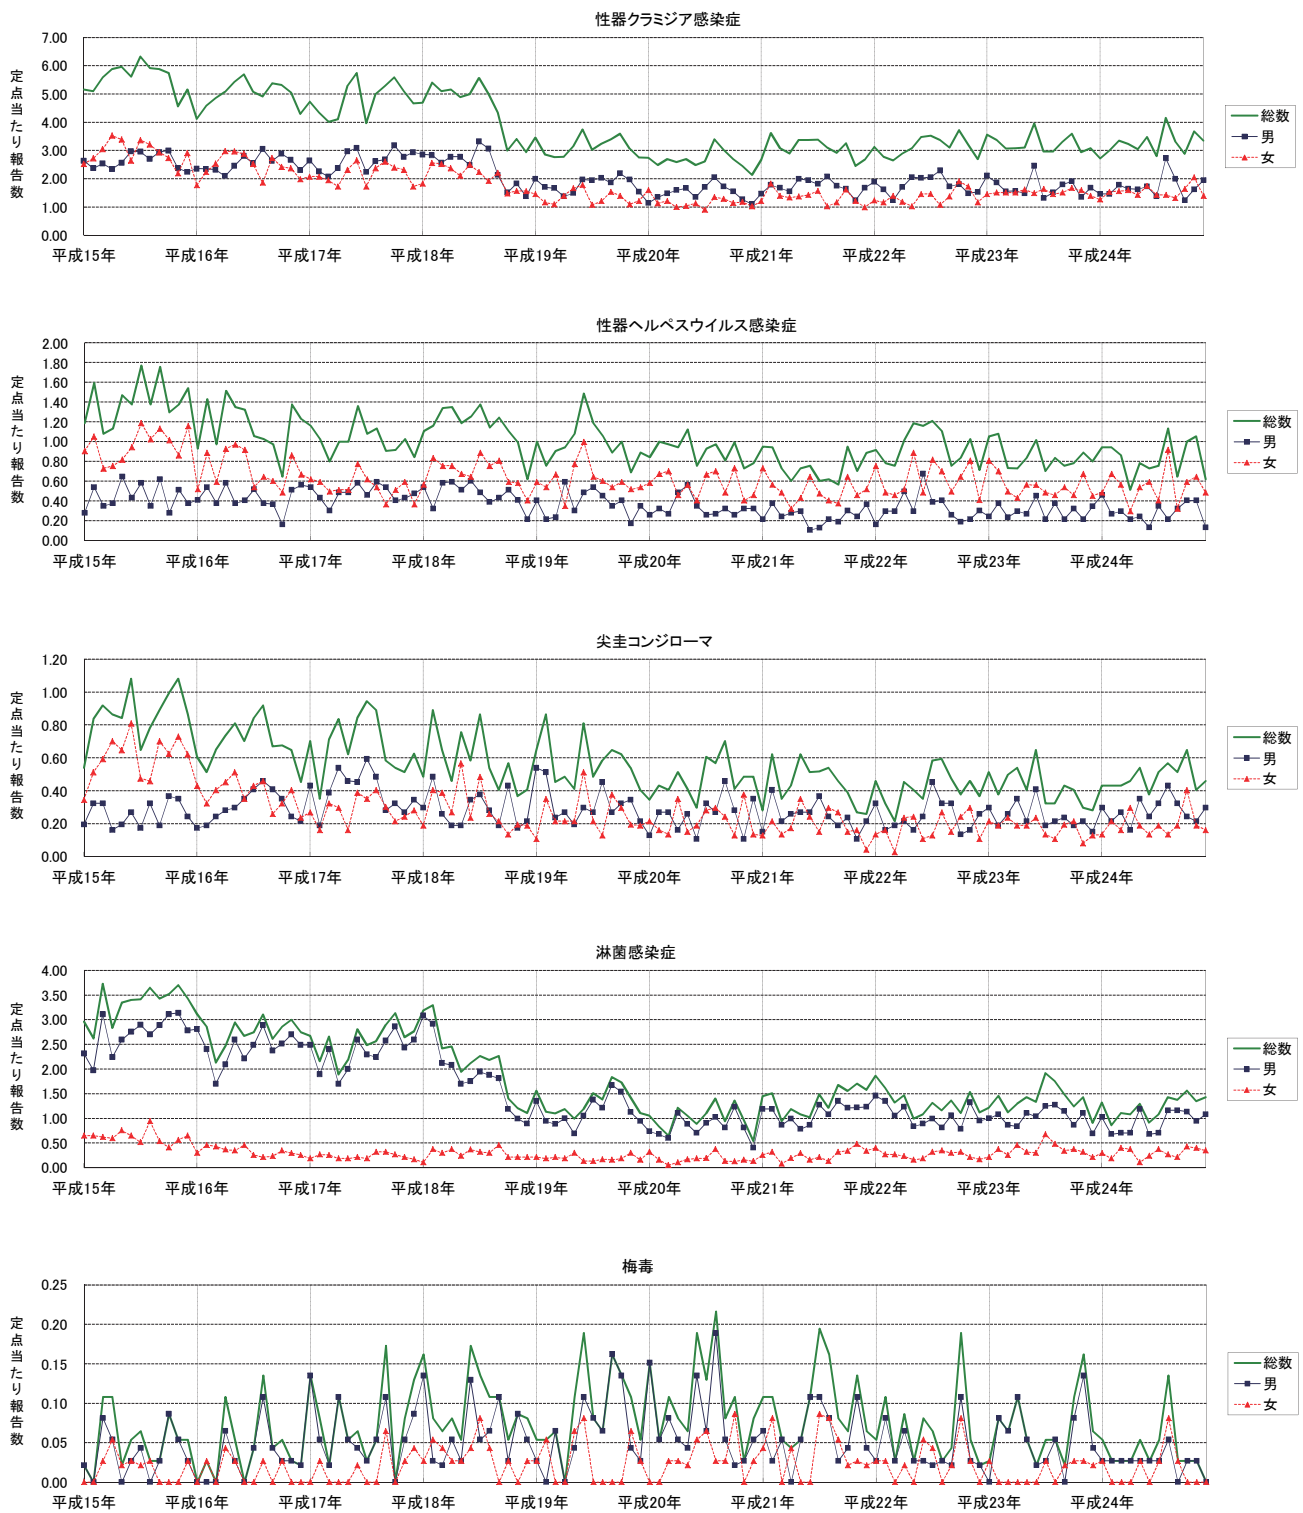 性器クラミジア感染症
定点当たり報告数
7.00
6.00
5.00
4.00
3.00
2.00
1.00
0.00
平成15年 平成16年 平成17年 平成18年 平成19年 平成20年 平成21年 平成22年 平成23年 平成24年
総数
男
女
性器ヘルペスウイルス感染症
定点当たり報告数
2.00
1.80
1.60
1.40
1.20
1.00
0.80
0.60
0.40
0.20
0.00
平成15年 平成16年 平成17年 平成18年 平成19年 平成20年 平成21年 平成22年 平成23年 平成24年
総数
男
女
尖圭コンジローマ
定点当たり報告数
1.20
1.00
0.80
0.60
0.40
0.20
0.00
平成15年 平成16年 平成17年 平成18年 平成19年 平成20年 平成21年 平成22年 平成23年 平成24年
総数
男
女
淋菌感染症
定点当たり報告数
4.00
3.50
3.00
2.50
2.00
1.50
1.00
0.50
0.00
平成15年 平成16年 平成17年 平成18年 平成19年 平成20年 平成21年 平成22年 平成23年 平成24年
総数
男
女
梅毒
定点当たり報告数
0.25
0.20
0.15
0.10
0.05
0.00
平成15年 平成16年 平成17年 平成18年 平成19年 平成20年 平成21年 平成22年 平成23年 平成24年
総数
男
女